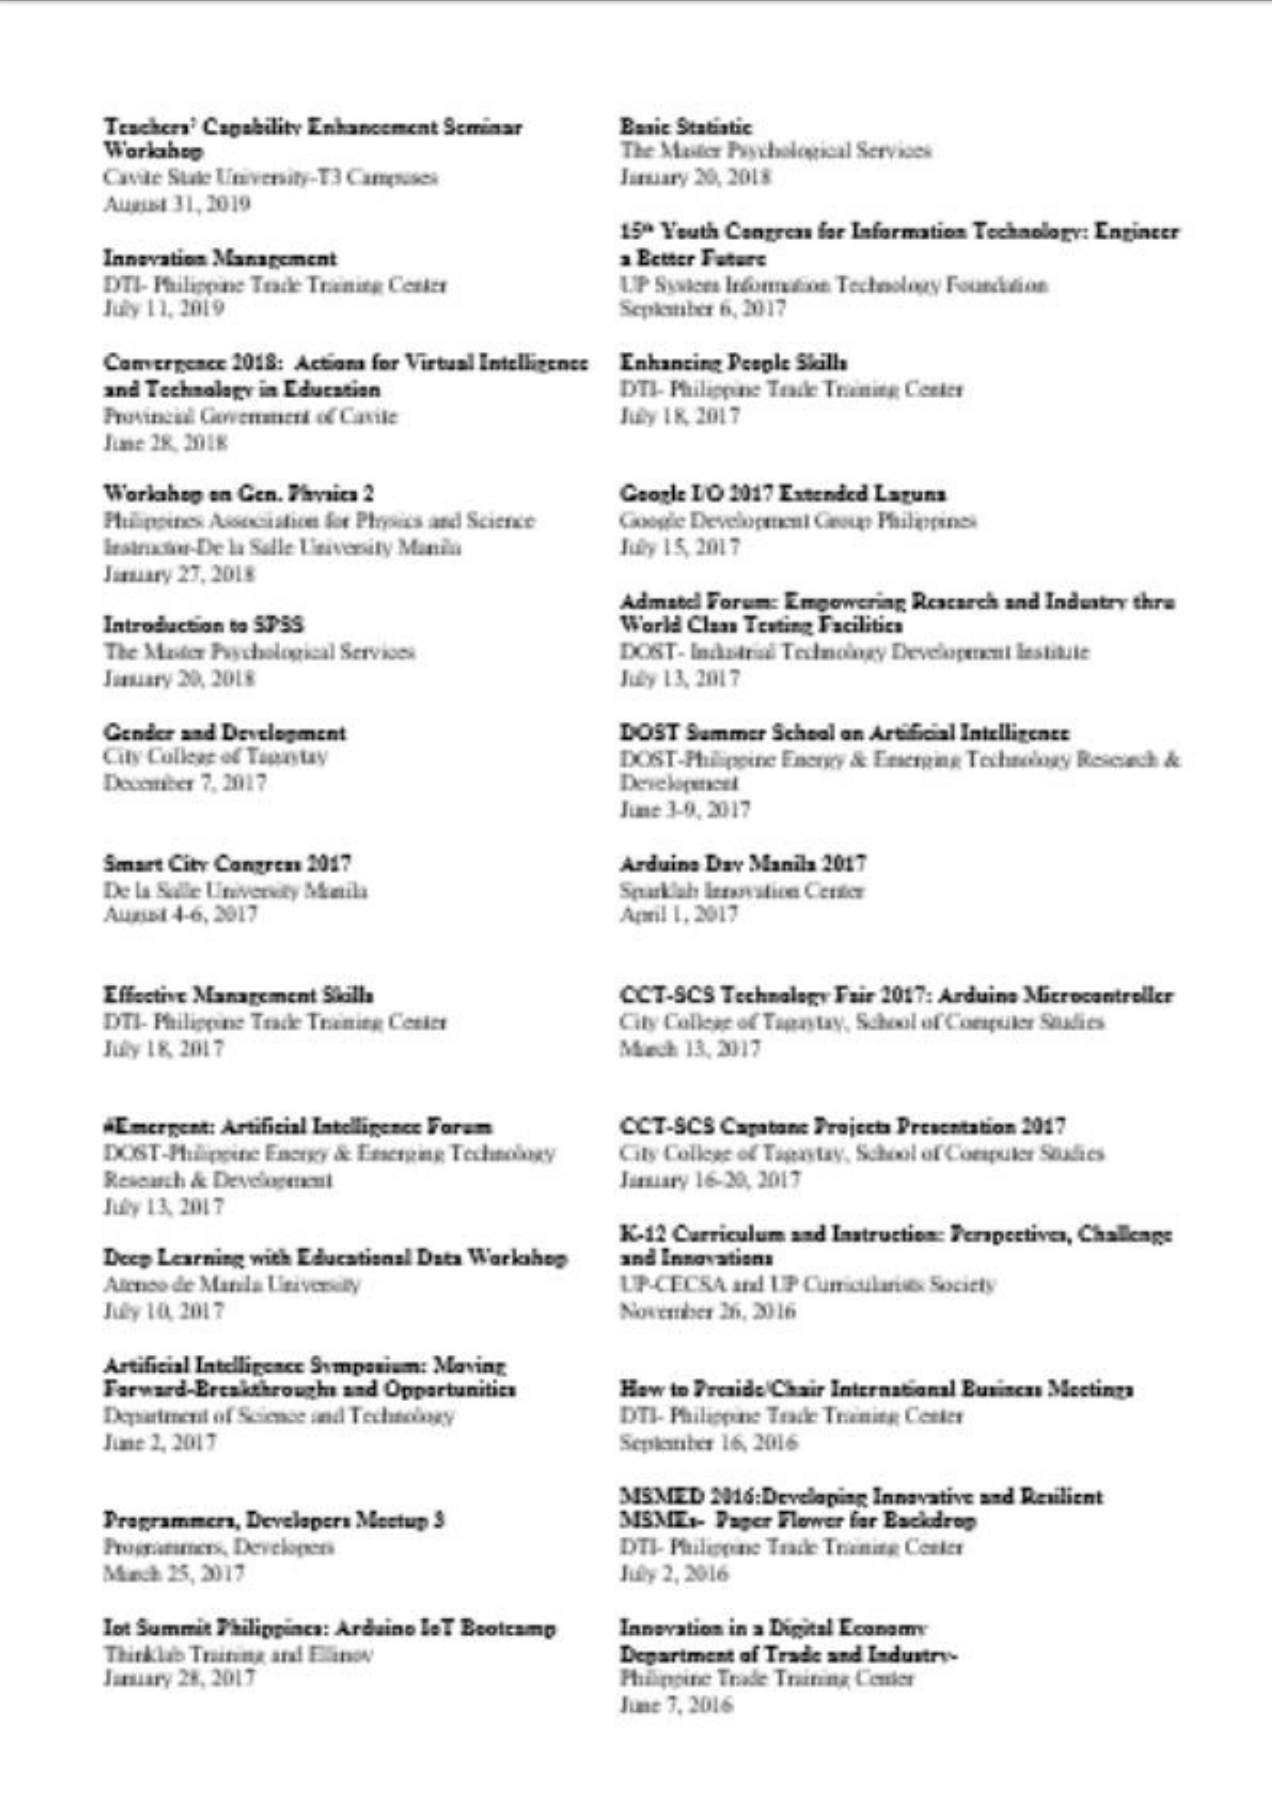 Teachers' Capability Enhancement Seminar
Workshop
Cavite State University-T3 Campuses
August 31, 2019
Innovation Management
DTI- Philippine Trade Training Center
July 11, 2019
Convergence 2018:  Actions for Virtual Intelligence
and Technology in Education
Provincial Government of Cavite
June 28, 2018
Workshop on Gen. Physics 2
Philippines Association for Physics and Science
Instructor-De la Salle University Manila
January 27, 2018
Introduction to SPSS
The Master Psychological Services
January 20, 2018
Gender and Development
City College of Tagaytay
December 7, 2017
Smart City Congress 2017
De la Salle University Manila
August 4-6, 2017
Effective Management Skills
DTI- Philippine Trade Training Center
July 18, 2017
#Emergent: Artificial Intelligence Forum
DOST-Philippine Energy & Emerging Technology
Research & Development
July 13, 2017
Deep Learning with Educational Data Workshop
Ateneo de Manila University
July 10, 2017
Artificial Intelligence Symposium: Moving
Forward-Breakthroughs and Opportunities
Department of Science and Technology
June 2, 2017
Programmers, Developers Meetup 3
Programmers, Developers
March 25, 2017
Iot Summit Philippines: Arduino IoT Bootcamp
Thinklab Training and Ellinov
January 28, 2017
Basic Statistic
The Master Psychological Services
January 20, 2018
15th Youth Congress for Information Technology: Engineer
a Better Future
UP System Information Technology Foundation
September 6, 2017
Enhancing People Skills
DTI- Philippine Trade Training Center
July 18, 2017
Google I/O 2017 Extended Laguna
Google Development Group Philippines
July 15, 2017
Admatel Forum: Empowering Research and Industry thru
World Class Testing Facilities
DOST- Industrial Technology Development Institute
July 13, 2017
DOST Summer School on Artificial Intelligence
DOST-Philippine Energy & Emerging Technology Research &
Development
June 3-9, 2017
Arduino Day Manila 2017
Sparklab Innovation Center
April 1, 2017
CCT-SCS Technology Fair 2017: Arduino Microcontroller
City College of Tagaytay, School of Computer Studies
March 13, 2017
CCT-SCS Capstone Projects Presentation 2017
City College of Tagaytay, School of Computer Studies
January 16-20, 2017
K-12 Curriculum and Instruction: Perspectives, Challenge
and Innovations
UP-CECSA and UP Curricularists Society
November 26, 2016
How to Preside/Chair International Business Meetings
DTI- Philippine Trade Training Center
September 16, 2016
MSMED 2016:Developing Innovative and Resilient
MSMEs-  Paper Flower for Backdrop
DTI- Philippine Trade Training Center
July 2, 2016
Innovation in a Digital Economy
Department of Trade and Industry-
Philippine Trade Training Center
June 7, 2016